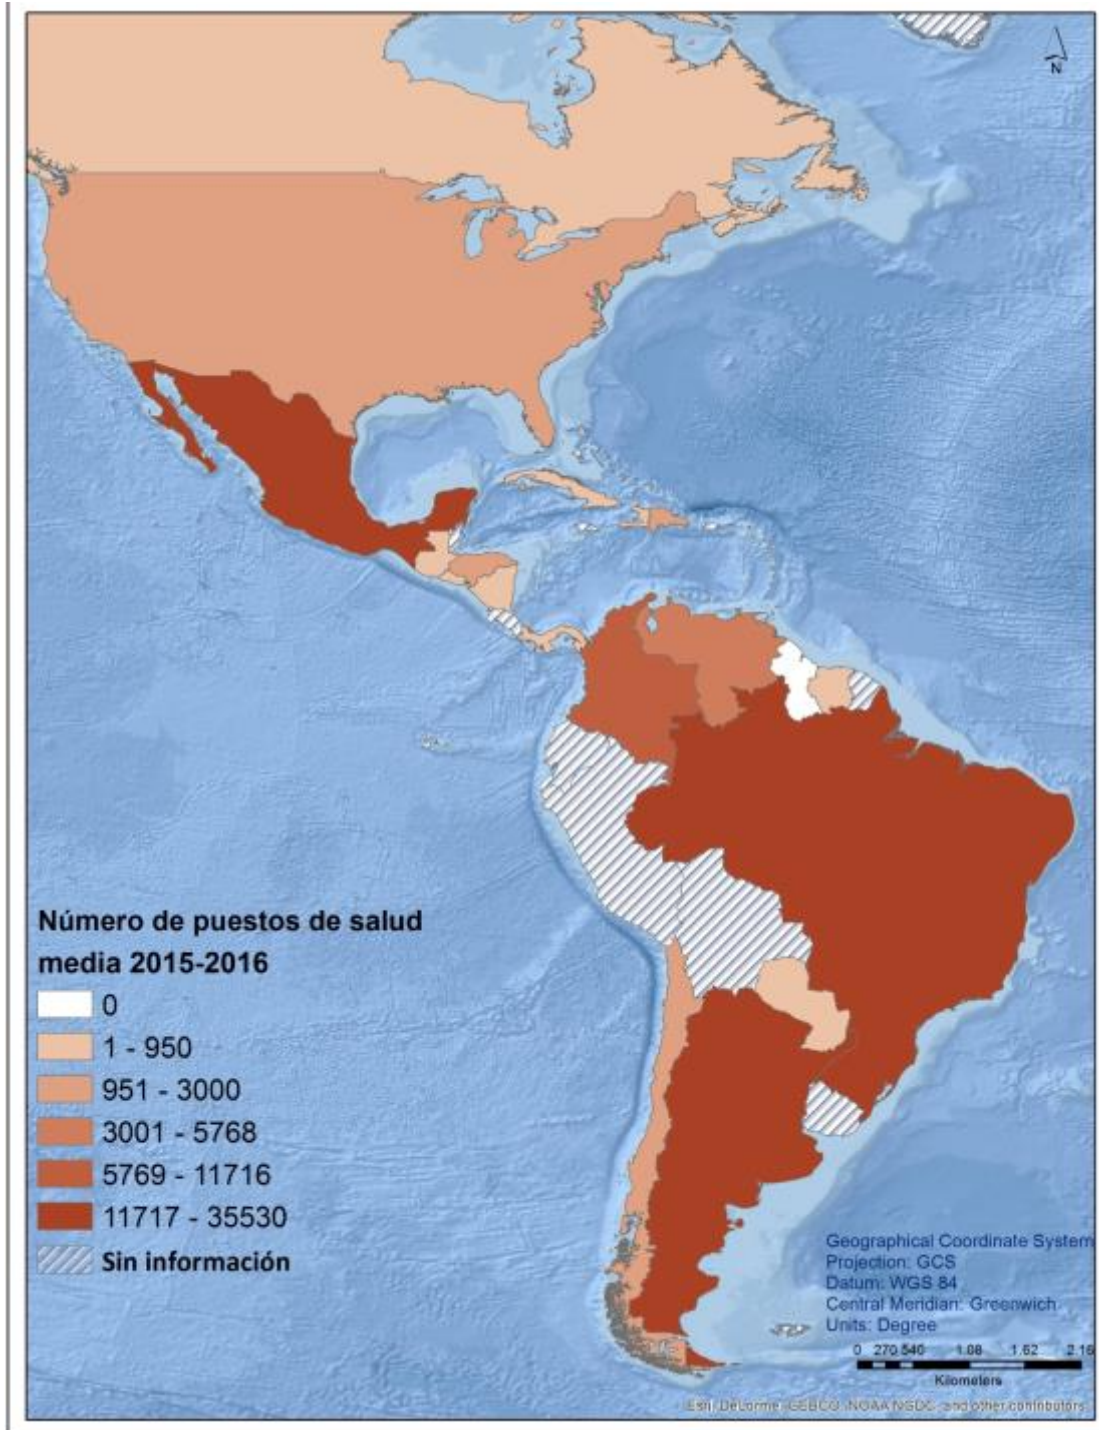 N
Número de puestos de salud
media 2015-2016
0
1 - 950
951 - 3000
3001 - 5768
5769 - 11716
11717 - 35530
Sin información
Geographical Coordinate System
Projection: GCS
Datum: WGS 84
Central Meridian: Greenwich
Units: Degree
0 270 540 1.08 1.62 2.16
Kilometers
Esri, DeLorme, GEBCO, NOAA NGDC, and other contributors